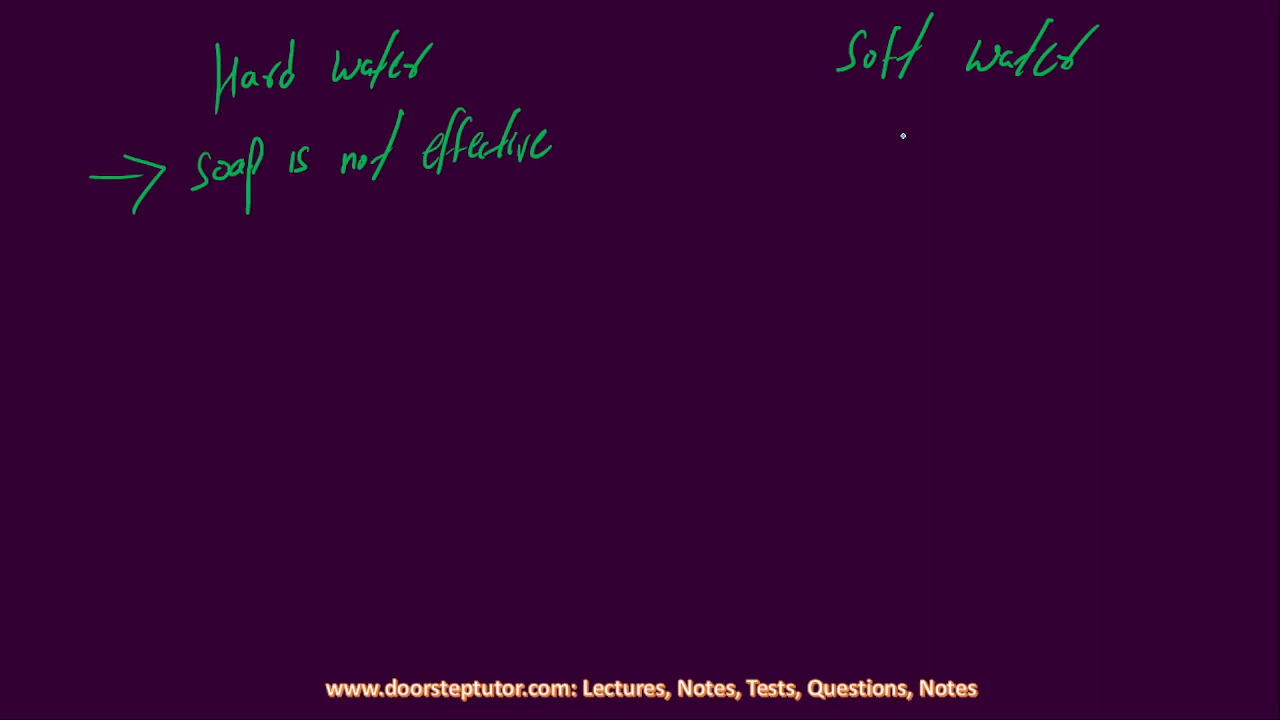 Hard water
Soft water
→ soap is not effective
www.doorsteptutor.com: Lectures, Notes, Tests, Questions, Notes